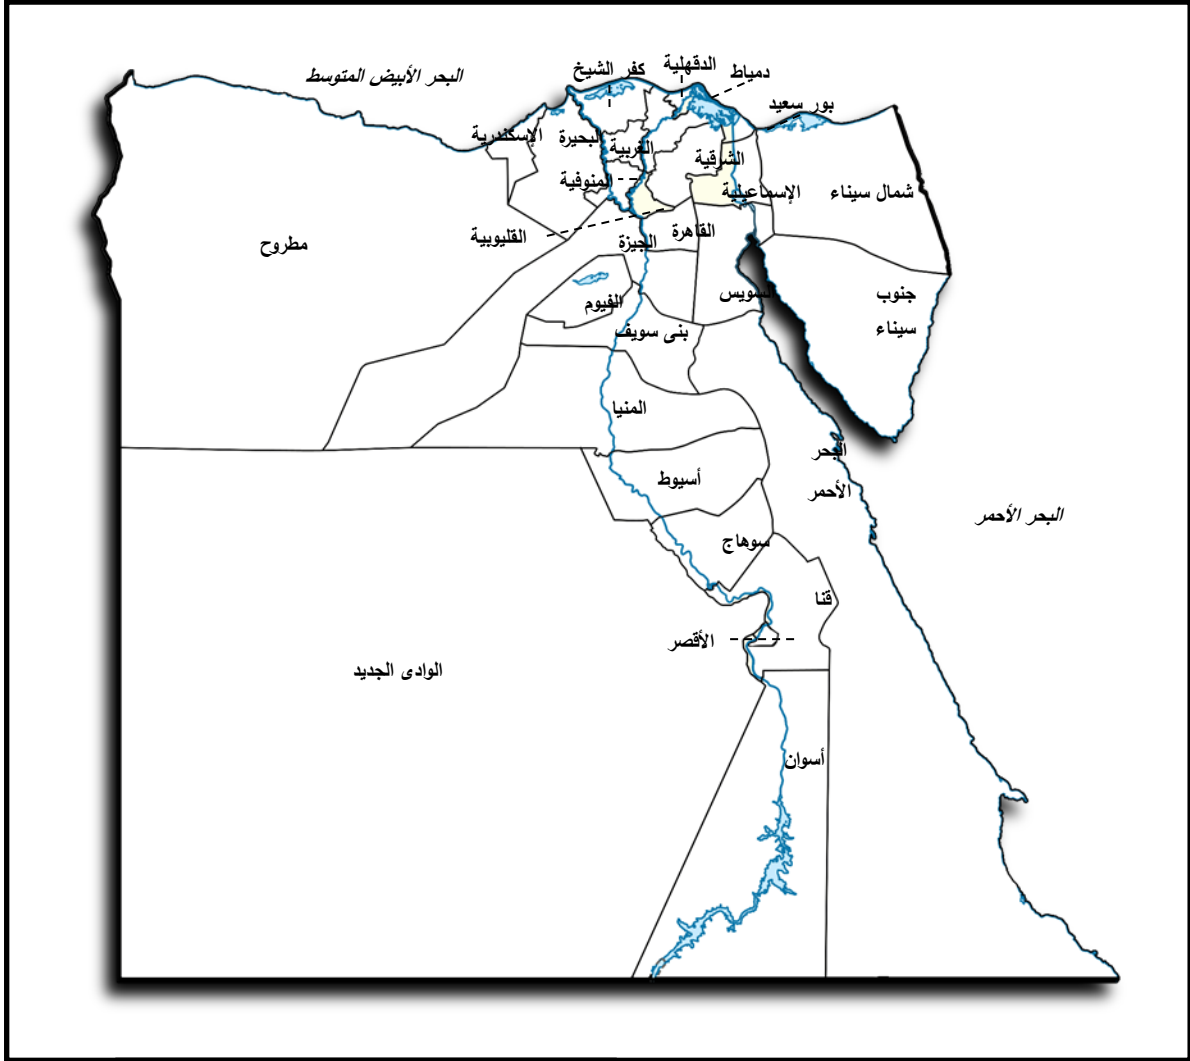 البحر الأبيض المتوسط
كفر الشيخ
الدقهلية
دمياط
بور سعيد
الإسكندرية
البحيرة
الغربية
الشرقية
المنوفية
الإسماعيلية
شمال سيناء
القليوبية
القاهرة
الجيزة
مطروح
السويس
جنوب
سيناء
الفيوم
بنى سويف
المنيا
البحر
الأحمر
أسيوط
البحر الأحمر
سوهاج
قنا
الأقصر
الوادى الجديد
أسوان